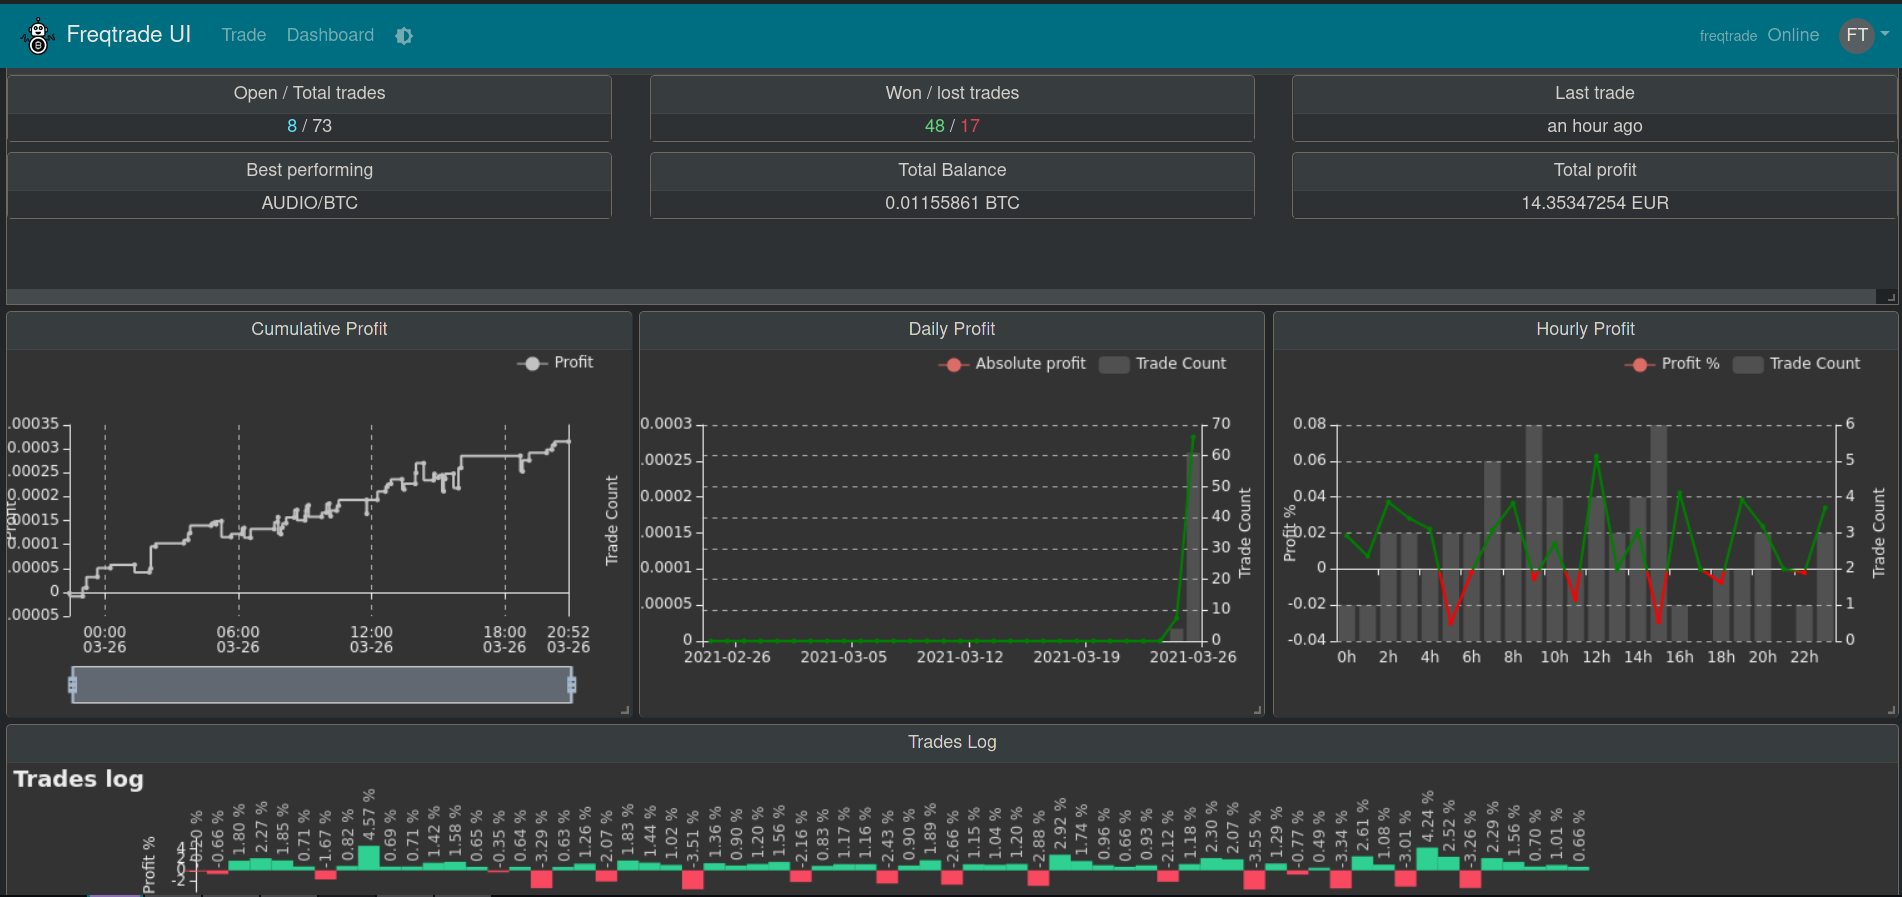 Freqtrade UI Trade Dashboard freqtrade Online FT
Open / Total trades
8 / 73
Won / lost trades
48 / 17
Last trade
an hour ago
Best performing
AUDIO/BTC
Total Balance
0.01155861 BTC
Total profit
14.35347254 EUR
Cumulative Profit
Profit
.00035
0.0003
.00025
0.0002
.00015
0.0001
.00005
0
.00005
Trade Count
00:00 06:00 12:00 18:00 20:52
03-26 03-26 03-26 03-26 03-26
Daily Profit
Absolute profit Trade Count
0.0003
.00025
0.0002
.00015
0.0001
.00005
0
70
60
50
40
30
20
10
0
Trade Count
2021-02-26 2021-03-05 2021-03-12 2021-03-19 2021-03-26
Hourly Profit
Profit % Trade Count
Profit %
0.08
0.06
0.04
0.02
0
-0.02
-0.04
6
5
4
3
2
1
0
Trade Count
0h 2h 4h 6h 8h 10h 12h 14h 16h 18h 20h 22h
Trades Log
Trades log
Profit %
4
2
-2
-0.66 % 1.80 % 2.27 % 1.85 % 0.71 % -1.67 % 0.82 % 4.57 % 0.69 % 0.71 % 1.42 % 1.58 % 0.65 % -0.35 % 0.64 % -3.29 % 0.63 % 1.26 % -2.07 % 1.83 % 1.44 % 1.02 % -3.51 % 1.36 % 0.90 % 1.20 % 1.56 % -2.16 % 0.83 % 1.17 % 1.16 % -2.43 % 0.90 % 1.89 % -2.66 % 1.15 % 1.04 % 1.20 % -2.88 % 2.92 % 1.74 % 0.96 % 0.66 % 0.93 % -2.12 % 1.18 % 2.30 % 2.07 % -3.55 % 1.29 % -0.77 % 0.49 % -3.34 % 2.61 % 1.08 % -3.01 % 4.24 % 2.52 % -3.26 % 2.29 % 1.56 % 0.70 % 1.01 % 0.66 %